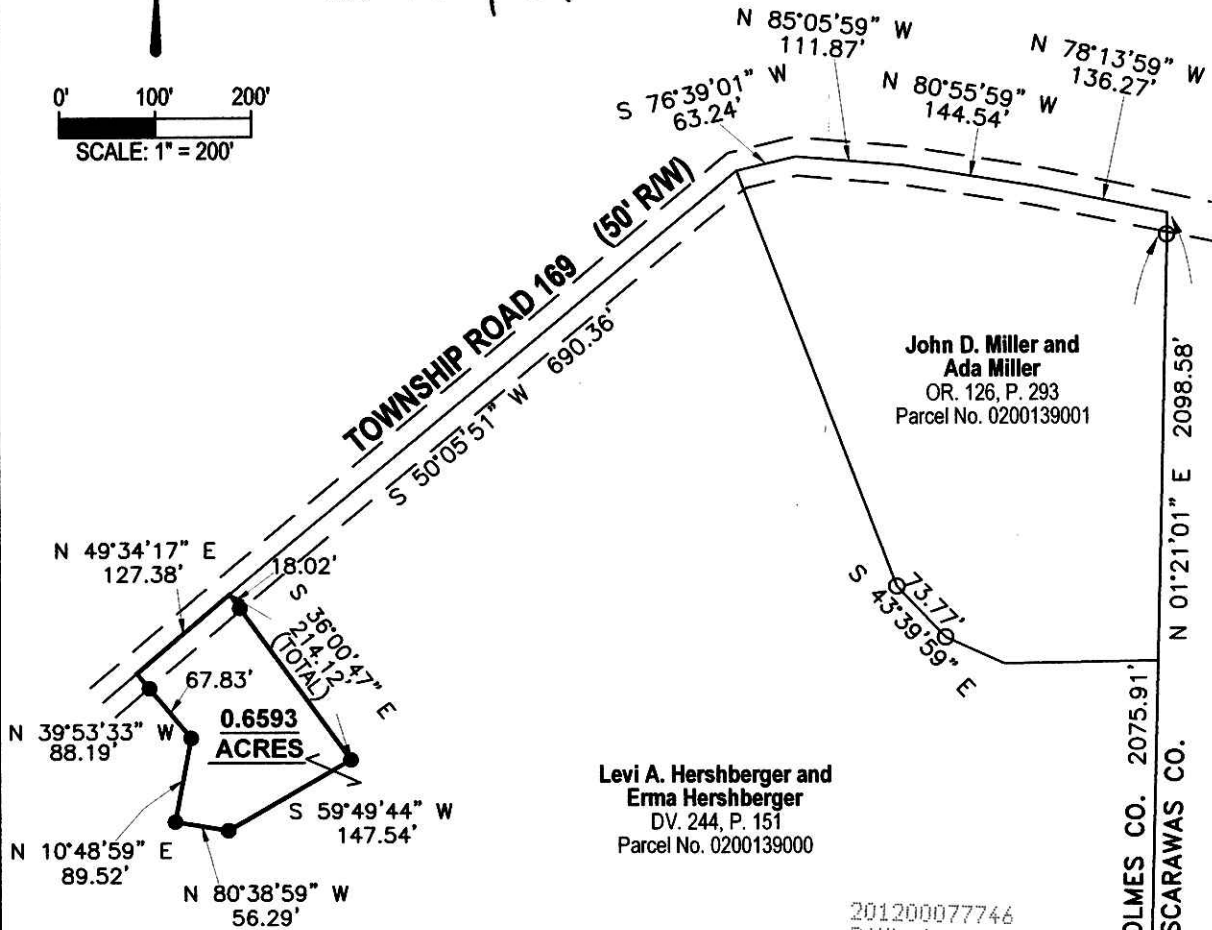 0' 100' 200'
SCALE: 1" = 200'
N 85°05'59" W
111.87'
N 78°13'59" W
136.27'
S 76°39'01" W
63.24'
N 80°55'59" W
144.54'
TOWNSHIP ROAD 169 (50' R/W)
S 50°05'51" W 690.36'
John D. Miller and
Ada Miller
OR. 126, P. 293
Parcel No. 0200139001
N 01°21'01" E 2098.58'
2075.91'
73.77'
S 43°39'59" E
N 49°34'17" E
127.38'
18.02'
S 36°00'47" E
214.12'
(TOTAL)
67.83'
N 39°53'33" W
88.19'
0.6593
ACRES
S 59°49'44" W
147.54'
N 10°48'59" E
89.52'
N 80°38'59" W
56.29'
Levi A. Hershberger and
Erma Hershberger
DV. 244, P. 151
Parcel No. 0200139000
OLMES CO.
SCARAWAS CO.
201200077746